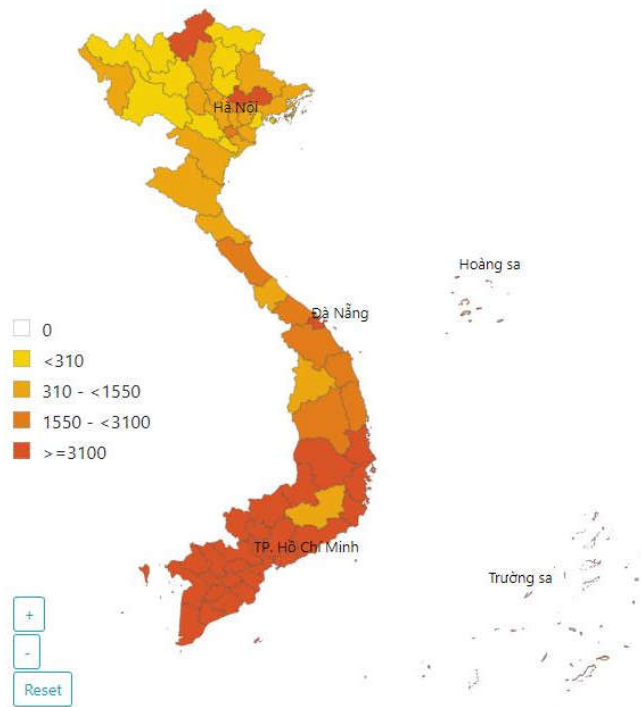 Hà Nội
Hoàng sa
Đà Nẵng
0
<310
310 - <1550
1550 - <3100
>=3100
TP. Hồ Chí Minh
Trường sa
+
-
Reset